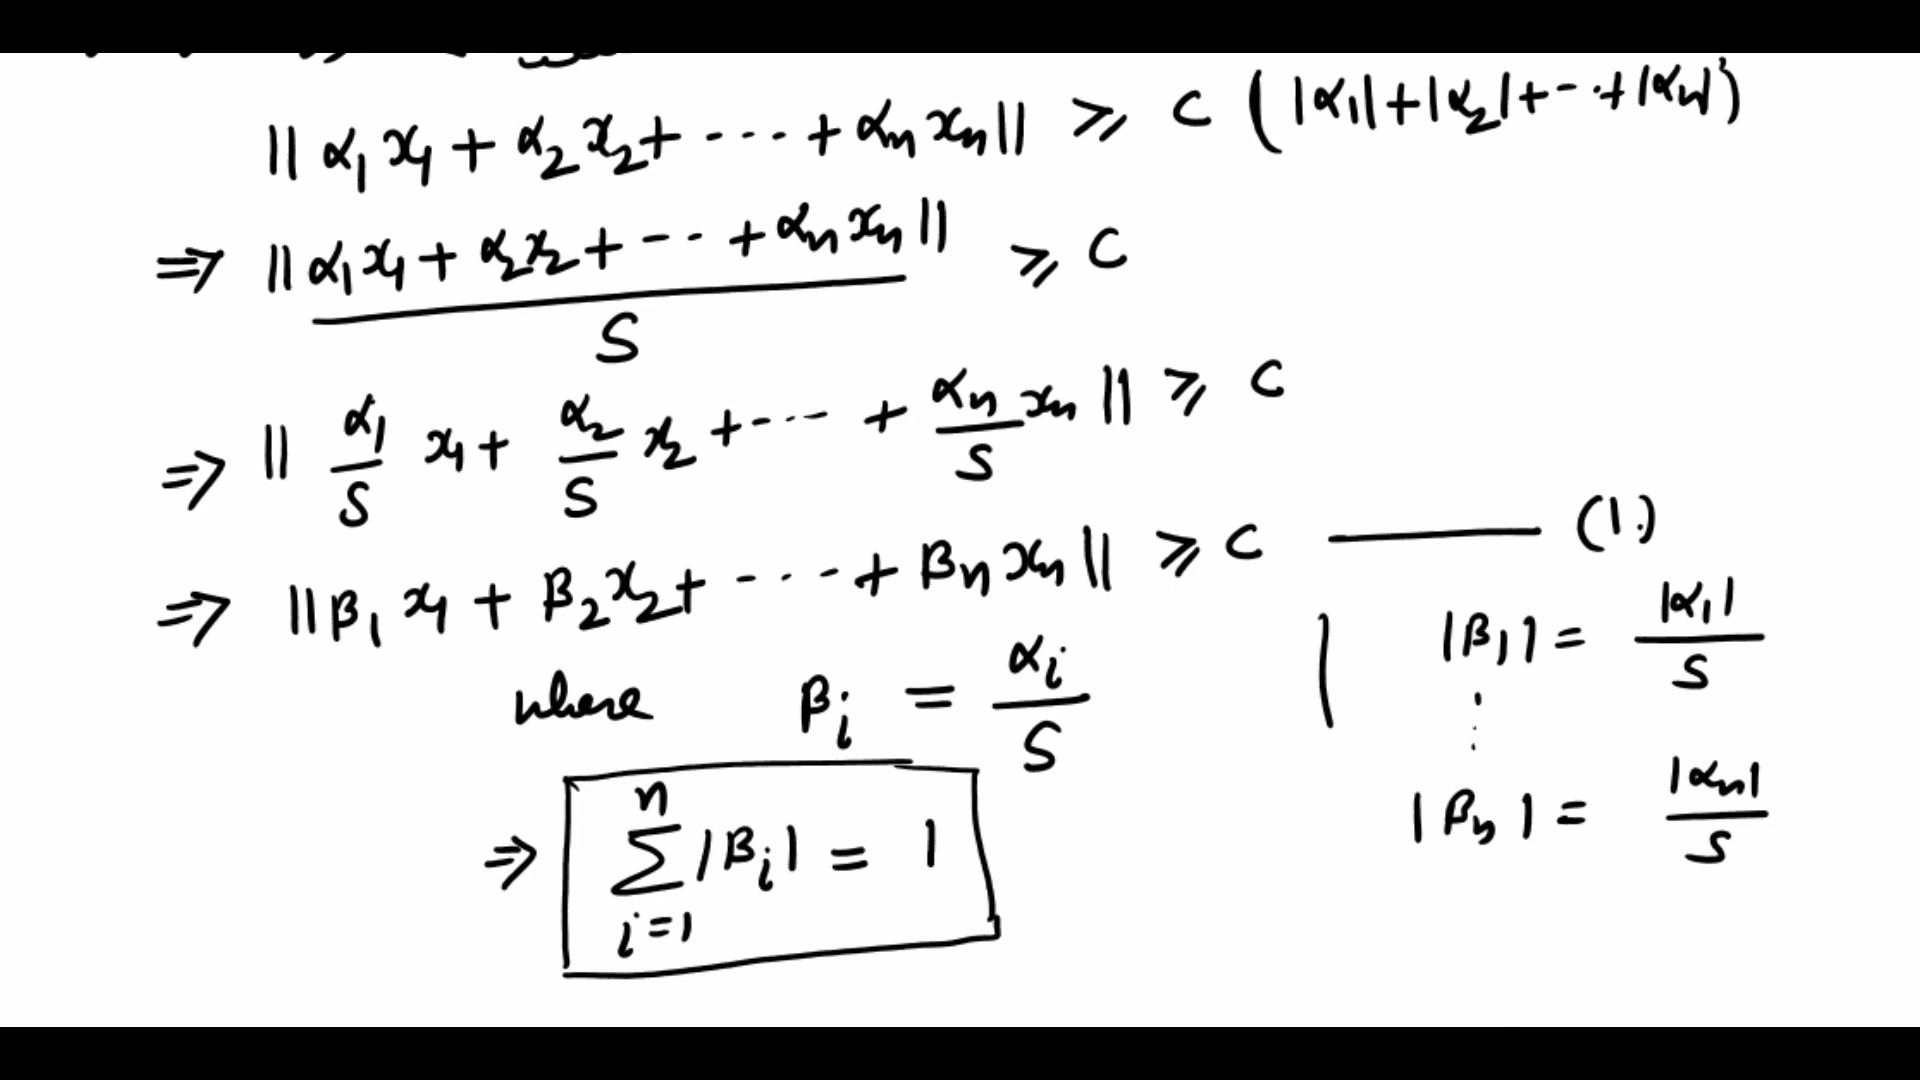 || α₁x₁ + α₂x₂ + ---- + αₙxₙ || ⩾ C ( |α₁| + |α₂| + -- + |αₙ| )
⇒ || α₁x₁ + α₂x₂ + --- + αₙxₙ || / S ⩾ C
⇒ || α₁/S x₁ + α₂/S x₂ + ---- + αₙ/S xₙ || ⩾ C
⇒ || β₁x₁ + β₂x₂ + ---- + βₙxₙ || ⩾ C —— (1.)
where βᵢ = αᵢ/S | |β₁| = |α₁|/S
⋮
|βₙ| = |αₙ|/S
⇒ ∑ᵢ₌₁ⁿ |βᵢ| = 1